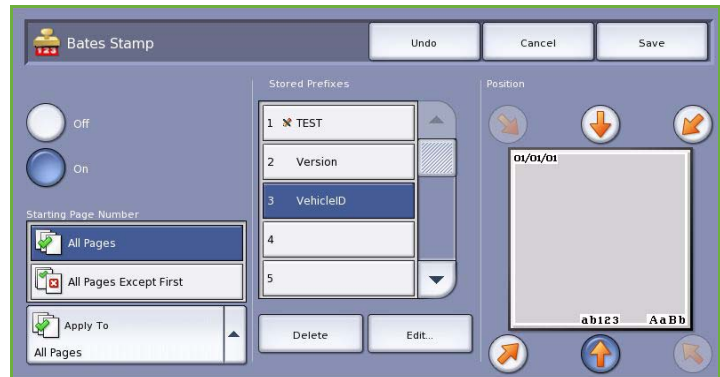 Bates Stamp
123
Undo
Cancel
Save
Off
On
Starting Page Number
All Pages
All Pages Except First
Apply To
All Pages
Stored Prefixes
1 TEST
2 Version
3 VehicleID
4
5
Delete
Edit...
Position
01/01/01
ab123 AaBb